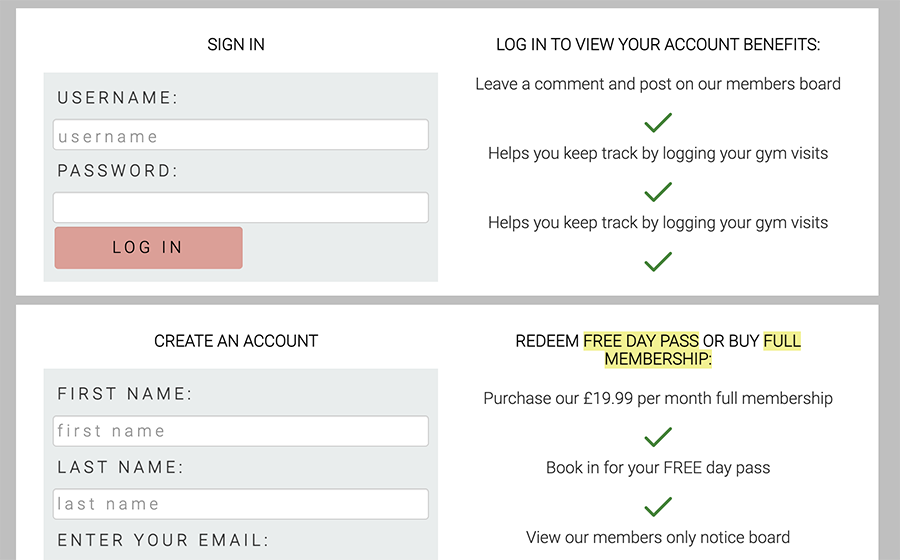 SIGN IN
USERNAME:
username
PASSWORD:
LOG IN
LOG IN TO VIEW YOUR ACCOUNT BENEFITS:
Leave a comment and post on our members board
Helps you keep track by logging your gym visits
Helps you keep track by logging your gym visits
CREATE AN ACCOUNT
FIRST NAME:
first name
LAST NAME:
last name
ENTER YOUR EMAIL:
REDEEM FREE DAY PASS OR BUY FULL
MEMBERSHIP:
Purchase our £19.99 per month full membership
Book in for your FREE day pass
View our members only notice board